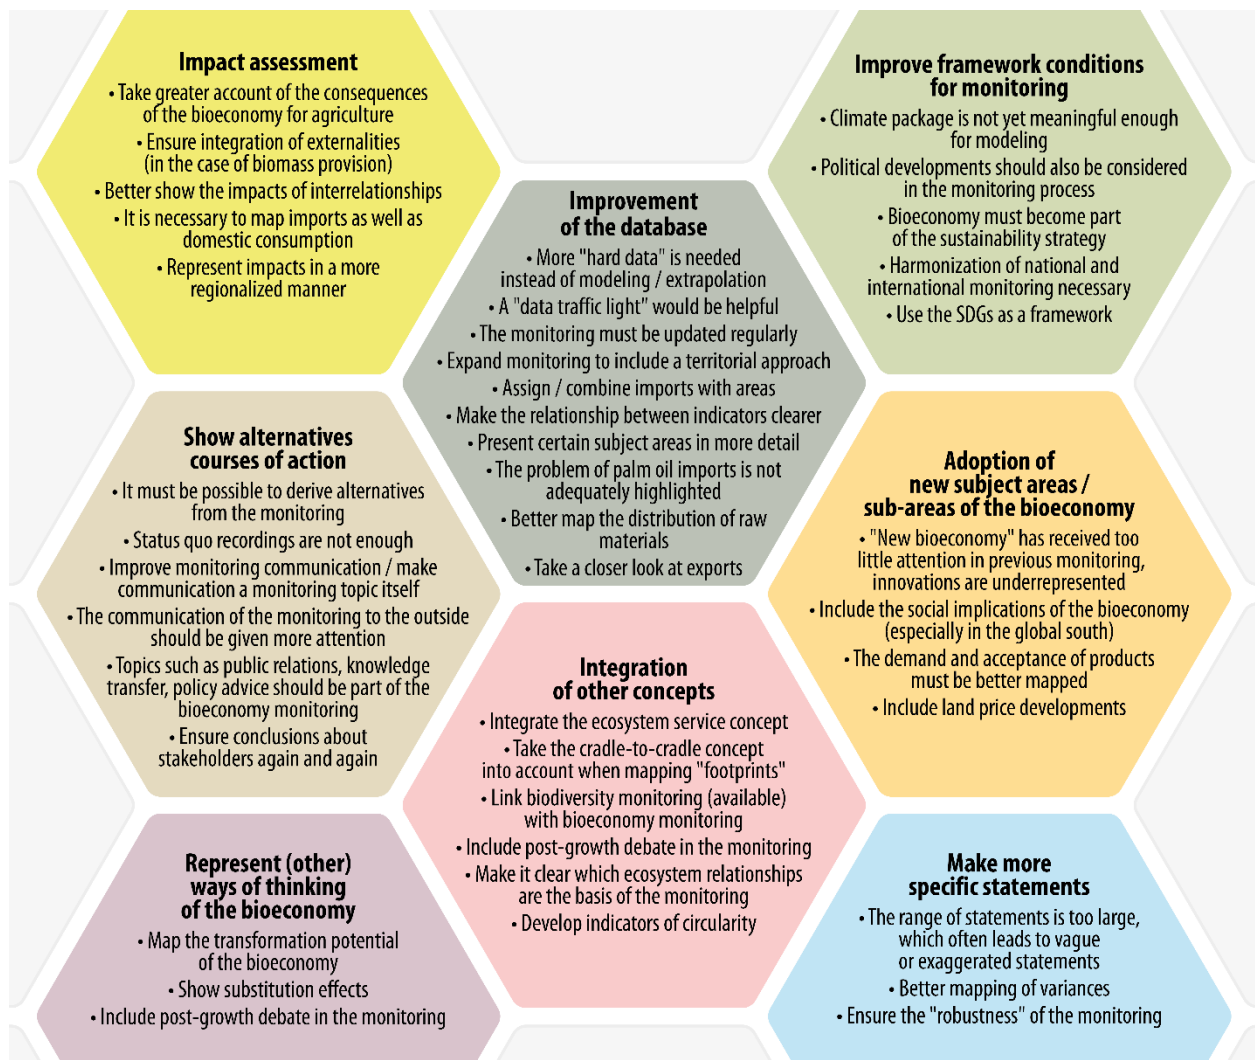 Impact assessment
• Take greater account of the consequences
of the bioeconomy for agriculture
• Ensure integration of externalities
(in the case of biomass provision)
• Better show the impacts of interrelationships
• It is necessary to map imports as well as
domestic consumption
• Represent impacts in a more
regionalized manner
Improve framework conditions
for monitoring
• Climate package is not yet meaningful enough
for modeling
• Political developments should also be considered
in the monitoring process
• Bioeconomy must become part
of the sustainability strategy
• Harmonization of national and
international monitoring necessary
• Use the SDGs as a framework
Improvement
of the database
• More "hard data" is needed
instead of modeling / extrapolation
• A "data traffic light" would be helpful
• The monitoring must be updated regularly
• Expand monitoring to include a territorial approach
• Assign / combine imports with areas
• Make the relationship between indicators clearer
• Present certain subject areas in more detail
• The problem of palm oil imports is not
adequately highlighted
• Better map the distribution of raw
materials
• Take a closer look at exports
Show alternatives
courses of action
• It must be possible to derive alternatives
from the monitoring
• Status quo recordings are not enough
• Improve monitoring communication / make
communication a monitoring topic itself
• The communication of the monitoring to the outside
should be given more attention
• Topics such as public relations, knowledge
transfer, policy advice should be part of the
bioeconomy monitoring
• Ensure conclusions about
stakeholders again and again
Adoption of
new subject areas /
sub-areas of the bioeconomy
• "New bioeconomy" has received too
little attention in previous monitoring,
innovations are underrepresented
• Include the social implications of the bioeconomy
(especially in the global south)
• The demand and acceptance of products
must be better mapped
• Include land price developments
Integration
of other concepts
• Integrate the ecosystem service concept
• Take the cradle-to-cradle concept
into account when mapping "footprints"
• Link biodiversity monitoring (available)
with bioeconomy monitoring
• Include post-growth debate in the monitoring
• Make it clear which ecosystem relationships
are the basis of the monitoring
• Develop indicators of circularity
Represent (other)
ways of thinking
of the bioeconomy
• Map the transformation potential
of the bioeconomy
• Show substitution effects
• Include post-growth debate in the monitoring
Make more
specific statements
• The range of statements is too large,
which often leads to vague
or exaggerated statements
• Better mapping of variances
• Ensure the "robustness" of the monitoring